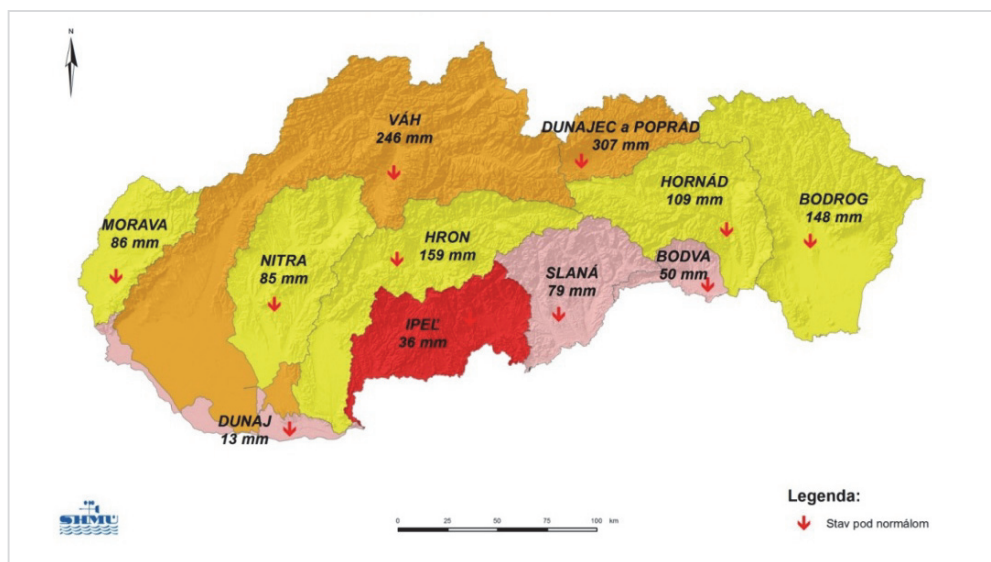 N
VÁH
246 mm
DUNAJEC a POPRAD
307 mm
HORNÁD
109 mm
BODROG
148 mm
MORAVA
86 mm
NITRA
85 mm
HRON
159 mm
SLANÁ
79 mm
BODVA
50 mm
IPEĽ
36 mm
DUNAJ
13 mm
SHMÚ
0 25 50 75 100 km
Legenda:
Stav pod normálom